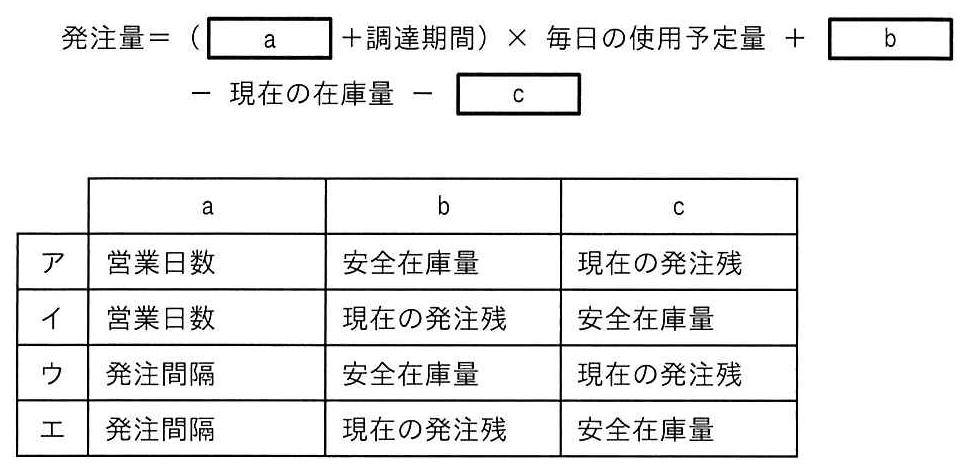 発注量＝（ a ＋調達期間）× 毎日の使用予定量 ＋ b
− 現在の在庫量 − c
a b c
ア 営業日数 安全在庫量 現在の発注残
イ 営業日数 現在の発注残 安全在庫量
ウ 発注間隔 安全在庫量 現在の発注残
エ 発注間隔 現在の発注残 安全在庫量